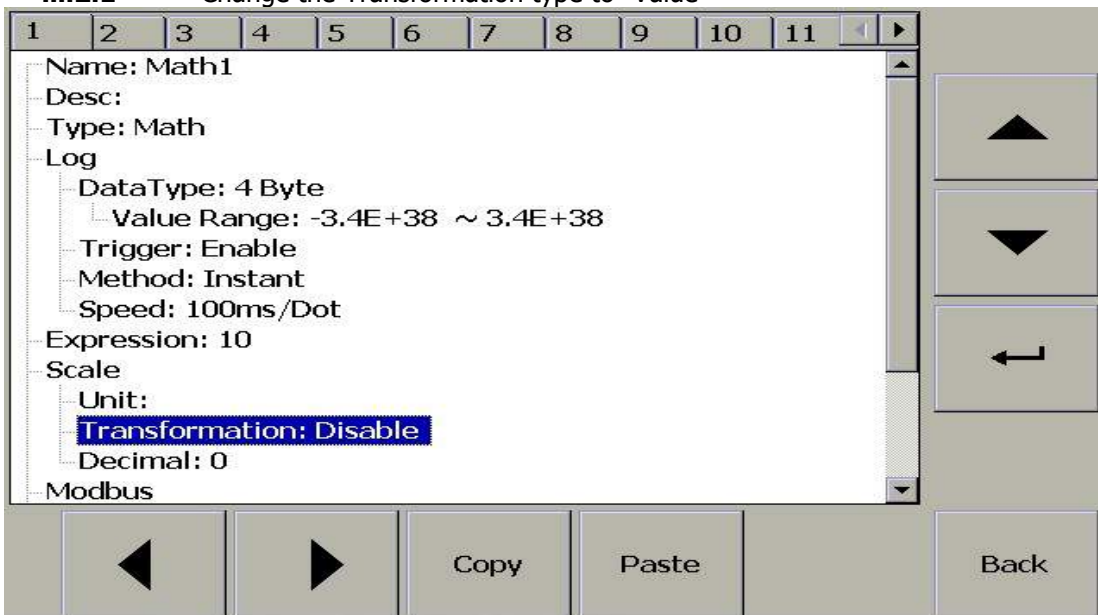 Change the Transformation type to "Value"
1 2 3 4 5 6 7 8 9 10 11
Name: Math1
Desc:
Type: Math
Log
DataType: 4 Byte
Value Range: -3.4E+38 ~ 3.4E+38
Trigger: Enable
Method: Instant
Speed: 100ms/Dot
Expression: 10
Scale
Unit:
Transformation: Disable
Decimal: 0
Modbus
Copy Paste Back